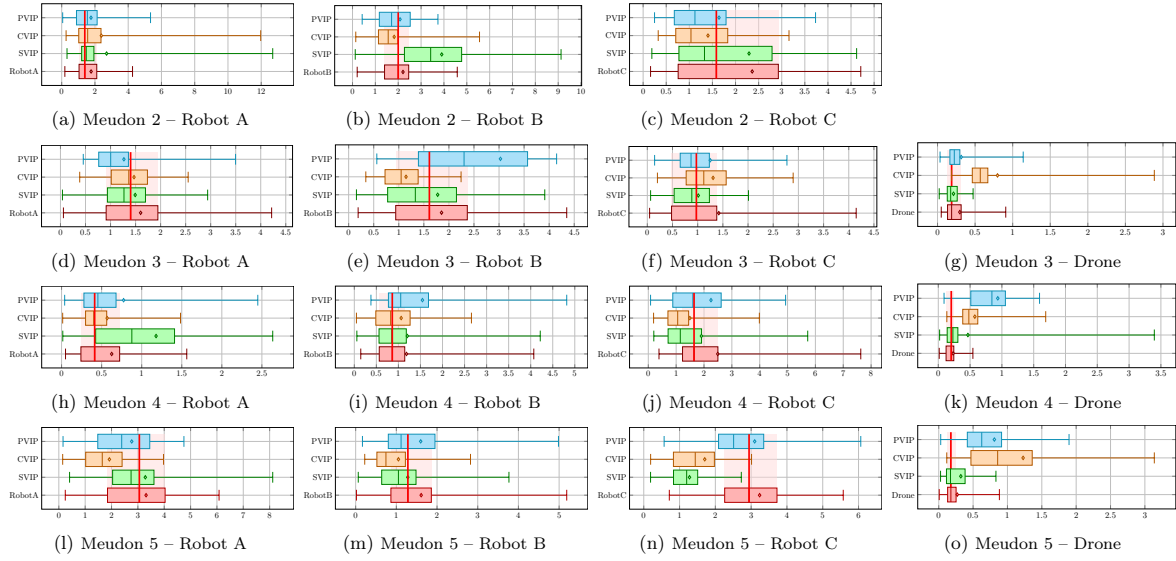 PVIP
CVIP
SVIP
RobotA
0 2 4 6 8 10 12
(a) Meudon 2 – Robot A
PVIP
CVIP
SVIP
RobotB
0 1 2 3 4 5 6 7 8 9 10
(b) Meudon 2 – Robot B
PVIP
CVIP
SVIP
RobotC
0 0.5 1 1.5 2 2.5 3 3.5 4 4.5 5
(c) Meudon 2 – Robot C
PVIP
CVIP
SVIP
RobotA
0 0.5 1 1.5 2 2.5 3 3.5 4 4.5
(d) Meudon 3 – Robot A
PVIP
CVIP
SVIP
RobotB
0 0.5 1 1.5 2 2.5 3 3.5 4 4.5
(e) Meudon 3 – Robot B
PVIP
CVIP
SVIP
RobotC
0 0.5 1 1.5 2 2.5 3 3.5 4 4.5
(f) Meudon 3 – Robot C
PVIP
CVIP
SVIP
Drone
0 0.5 1 1.5 2 2.5 3
(g) Meudon 3 – Drone
PVIP
CVIP
SVIP
RobotA
0 0.5 1 1.5 2 2.5
(h) Meudon 4 – Robot A
PVIP
CVIP
SVIP
RobotB
0 0.5 1 1.5 2 2.5 3 3.5 4 4.5 5
(i) Meudon 4 – Robot B
PVIP
CVIP
SVIP
RobotC
0 1 2 3 4 5 6 7 8
(j) Meudon 4 – Robot C
PVIP
CVIP
SVIP
Drone
0 0.5 1 1.5 2 2.5 3 3.5
(k) Meudon 4 – Drone
PVIP
CVIP
SVIP
RobotA
0 1 2 3 4 5 6 7 8
(l) Meudon 5 – Robot A
PVIP
CVIP
SVIP
RobotB
0 1 2 3 4 5
(m) Meudon 5 – Robot B
PVIP
CVIP
SVIP
RobotC
0 1 2 3 4 5 6
(n) Meudon 5 – Robot C
PVIP
CVIP
SVIP
Drone
0 0.5 1 1.5 2 2.5 3
(o) Meudon 5 – Drone